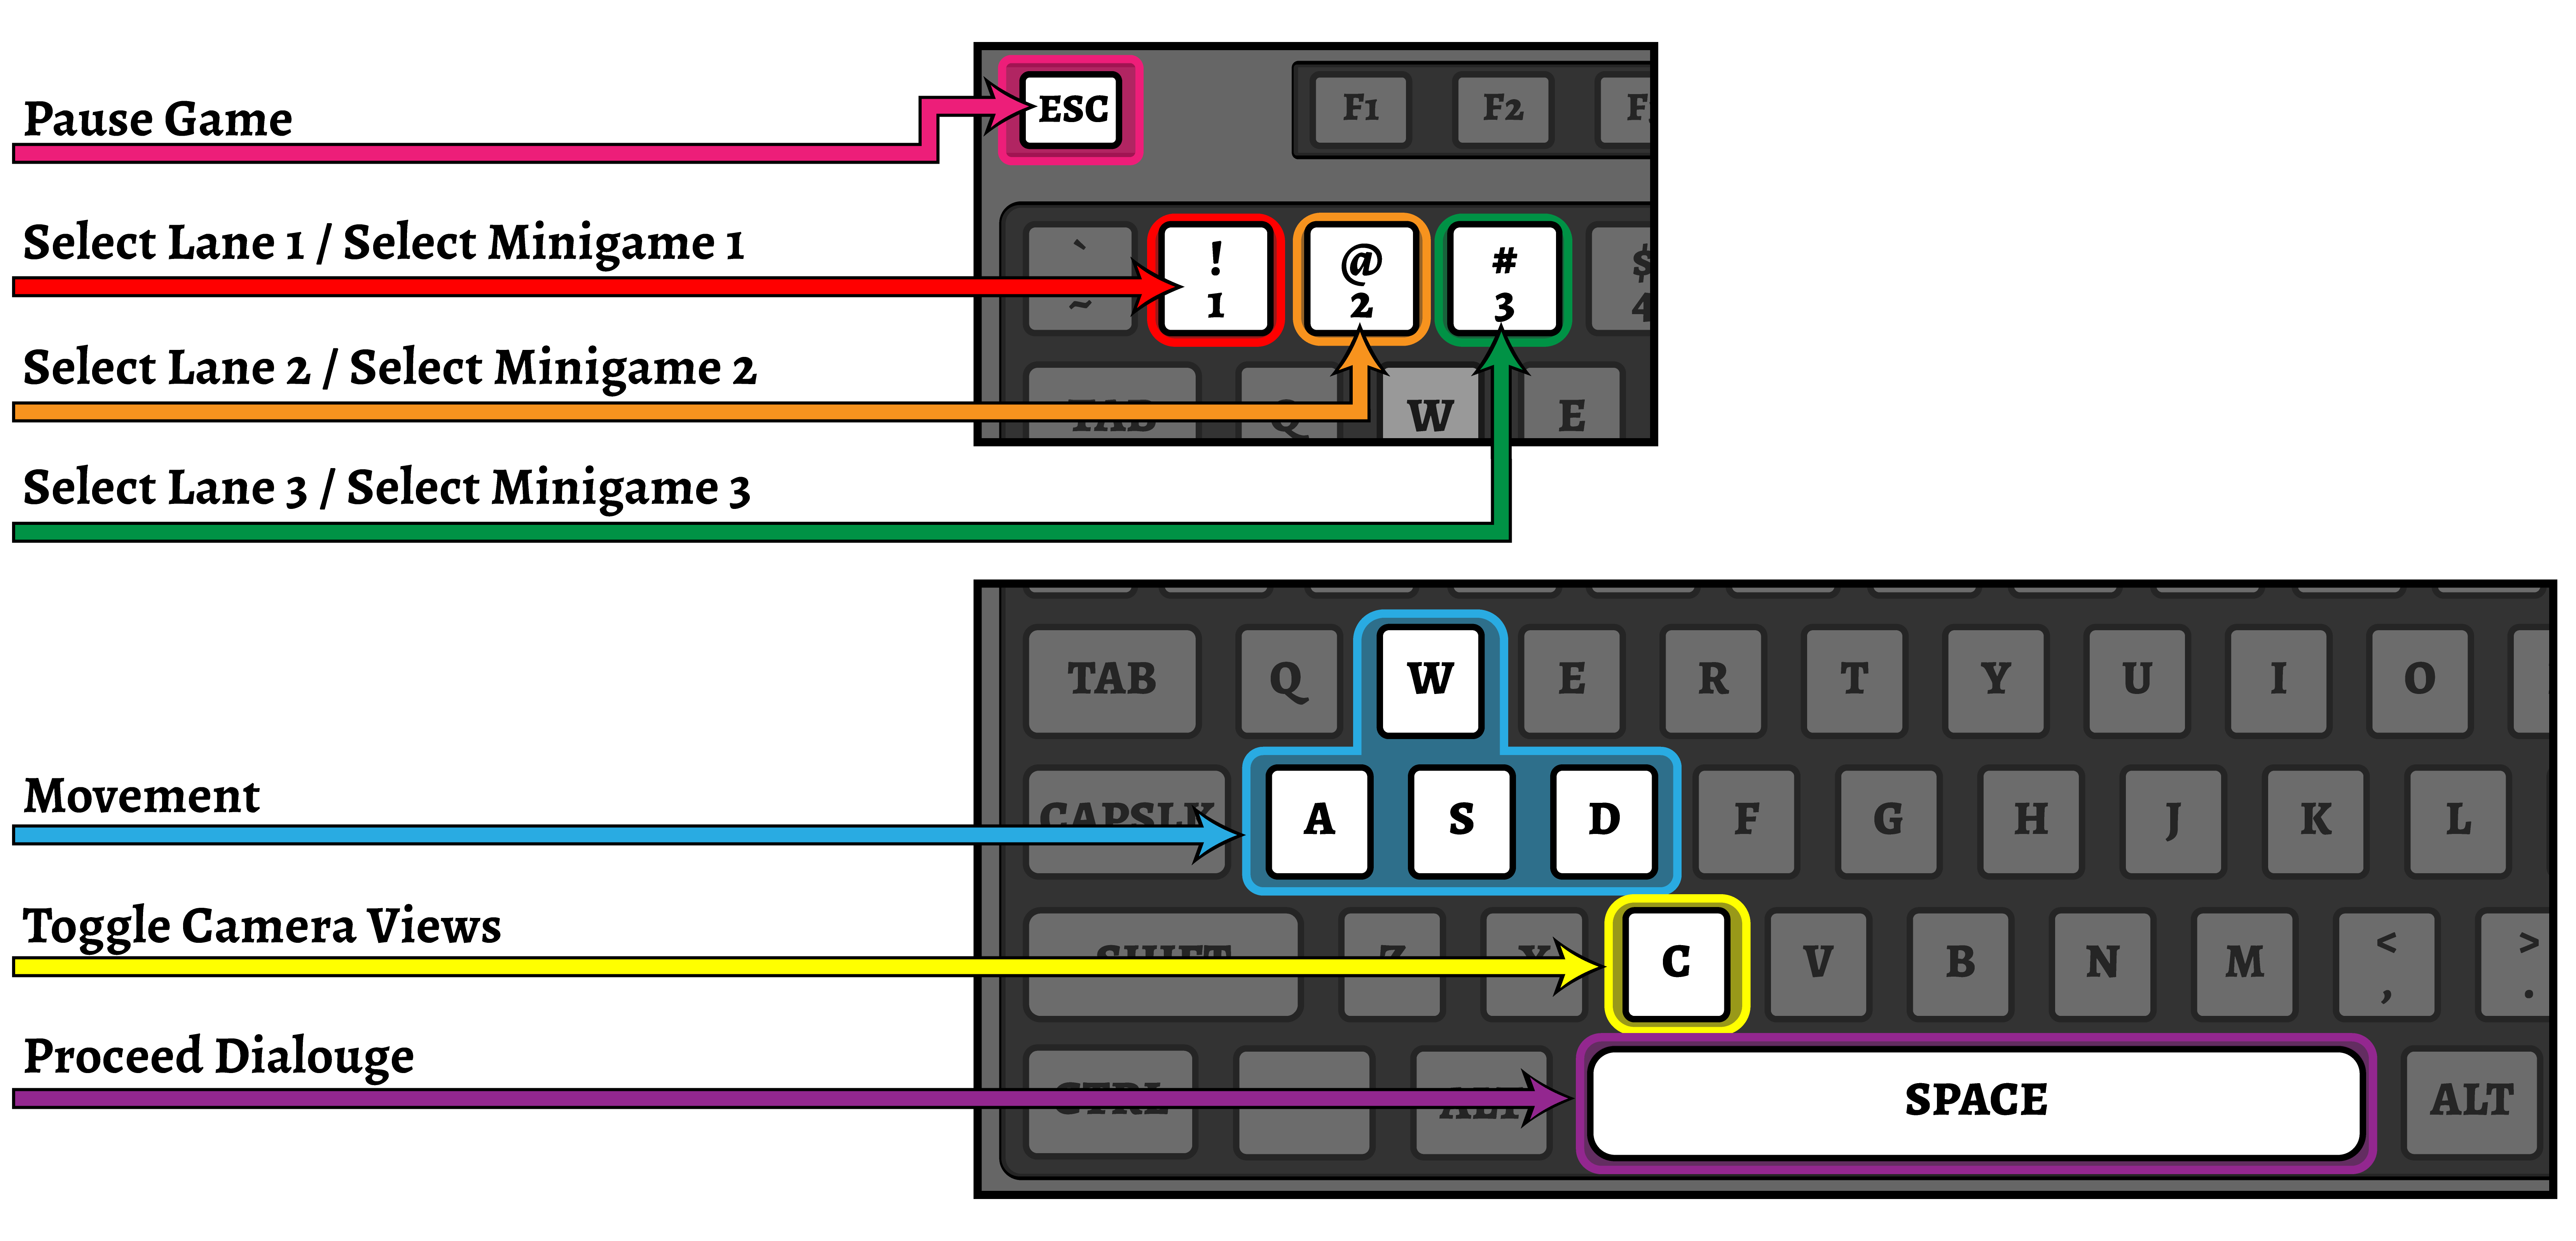 Pause Game
ESC F1 F2 F
Select Lane 1 / Select Minigame 1
` ! @ # $
~ 1 2 3 4
Select Lane 2 / Select Minigame 2
TAB Q W E
Select Lane 3 / Select Minigame 3
TAB Q W E R T Y U I O
Movement
CAPSLK A S D F G H J K L
Toggle Camera Views
SHIFT Z X C V B N M < >
, .
Proceed Dialouge
CTRL ALT SPACE ALT